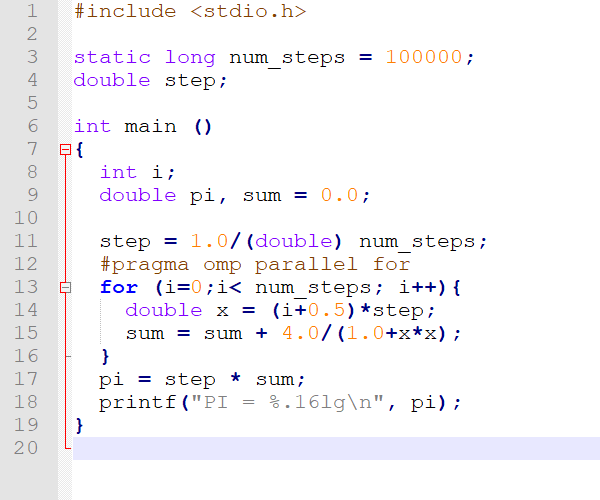 1 #include <stdio.h>
2
3 static long num_steps = 100000;
4 double step;
5
6 int main ()
7 {
8 int i;
9 double pi, sum = 0.0;
10
11 step = 1.0/(double) num_steps;
12 #pragma omp parallel for
13 for (i=0;i< num_steps; i++){
14 double x = (i+0.5)*step;
15 sum = sum + 4.0/(1.0+x*x);
16 }
17 pi = step * sum;
18 printf("PI = %.16lg\n", pi);
19 }
20